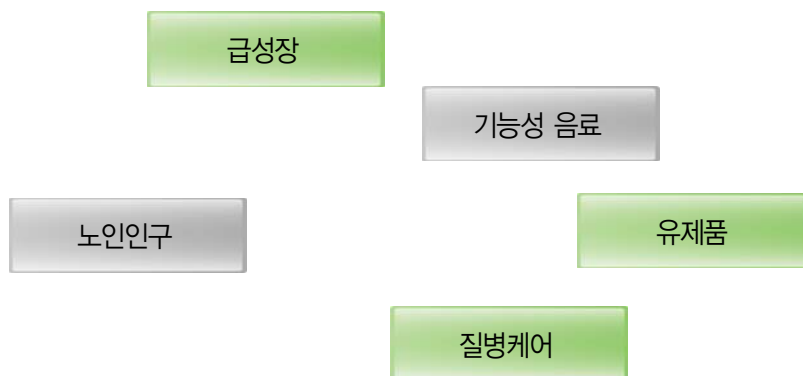 급성장
기능성 음료
노인인구
유제품
질병케어